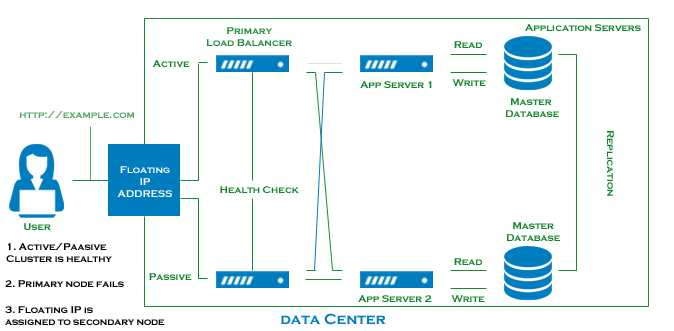 Primary
Load Balancer
Application Servers
Active
Read
Write
App Server 1
Master
Database
http://example.com
Floating
IP
Address
Health Check
Replication
User
1. Active/Paasive
Cluster is healthy
2. Primary node fails
3. Floating IP is
assigned to secondary node
Passive
Master
Database
Read
Write
App Server 2
data Center